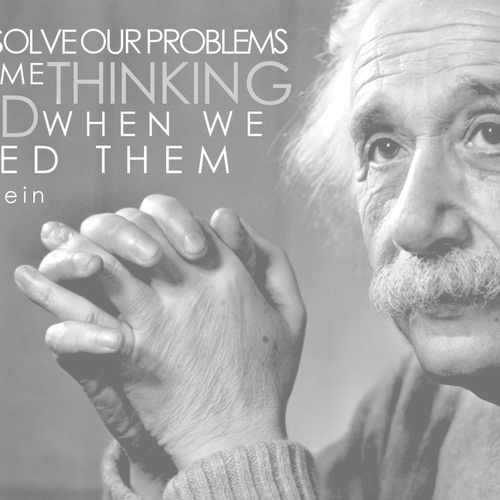 SOLVE OUR PROBLEMS
ME THINKING
D WHEN WE
ED THEM
ein